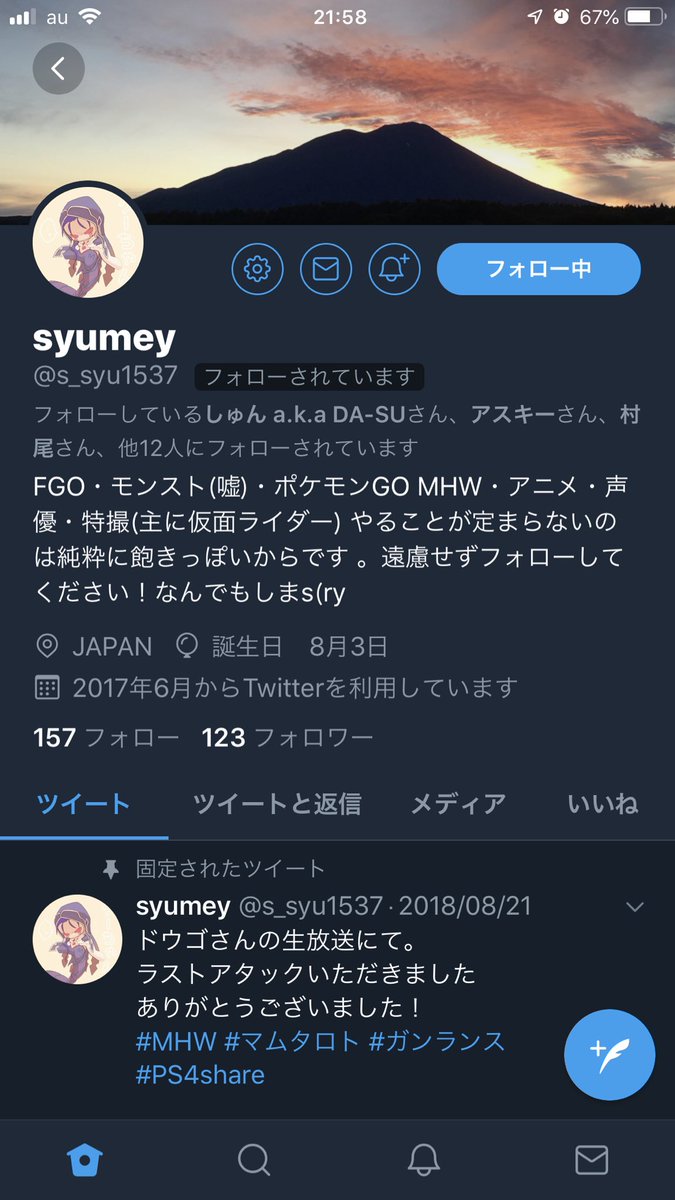 au 21:58 67%
フォロー中
syumey
@s_syu1537 フォローされています
フォローしているしゅん a.k.a DA-SUさん、アスキーさん、村
尾さん、他12人にフォローされています
FGO・モンスト(嘘)・ポケモンGO MHW・アニメ・声
優・特撮(主に仮面ライダー) やることが定まらないの
は純粋に飽きっぽいからです 。遠慮せずフォローして
ください！なんでもしまs(ry
JAPAN 誕生日 8月3日
2017年6月からTwitterを利用しています
157 フォロー 123 フォロワー
ツイート ツイートと返信 メディア いいね
固定されたツイート
syumey @s_syu1537 · 2018/08/21
ドウゴさんの生放送にて。
ラストアタックいただきました
ありがとうございました！
#MHW #マムタロト #ガンランス
#PS4share